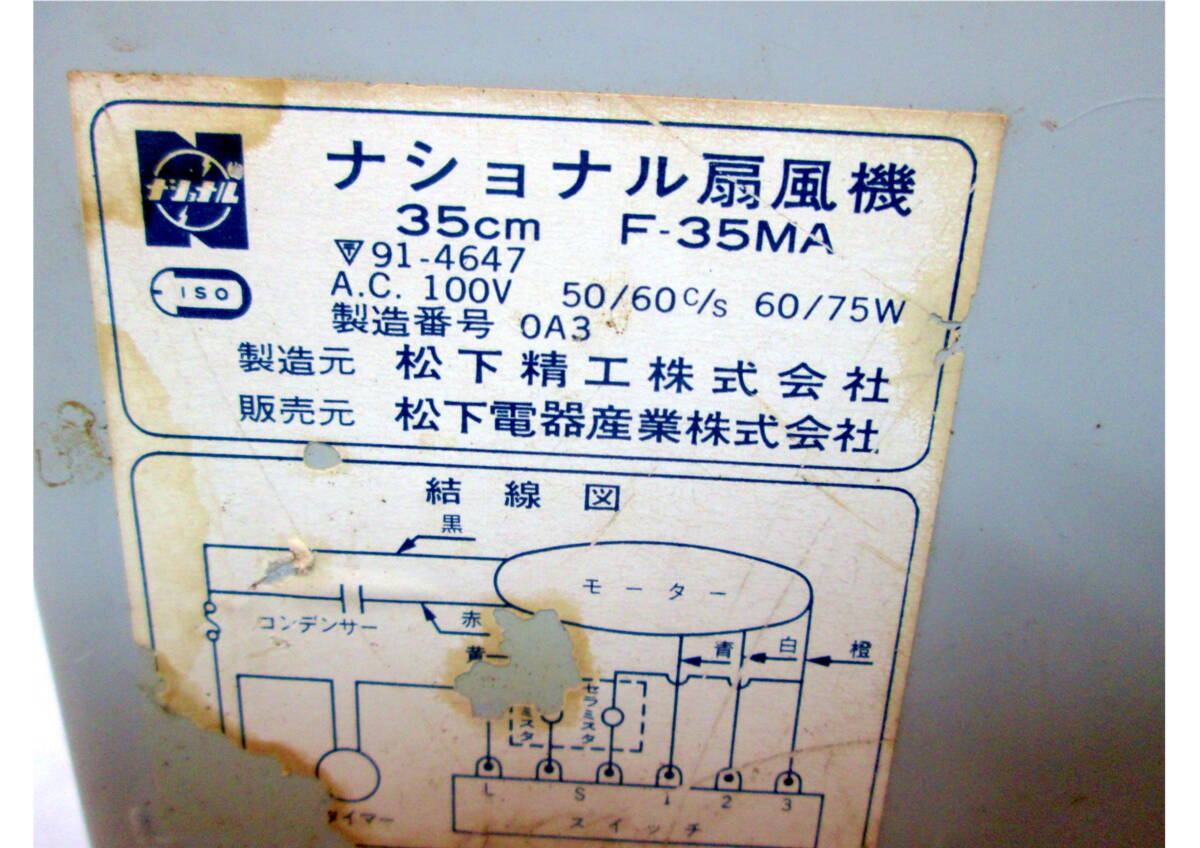 ナショナル
ナショナル扇風機
35cm F-35MA
〒91-4647
ISO
A.C. 100V 50/60 c/s 60/75W
製造番号 0A3
製造元 松下精工株式会社
販売元 松下電器産業株式会社
結線図
黒
モーター
コンデンサー
赤
黄
青
白
橙
ミスタ
セラミスタ
L S 1 2 3
スイッチ
タイマー